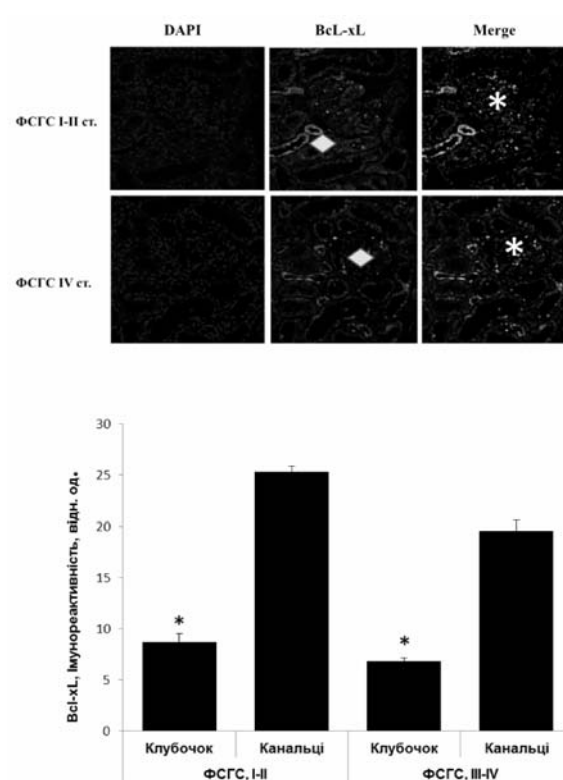 DAPI BcL-xL Merge
ФСГС I-II ст.
*
ФСГС IV ст.
*
Bcl-xL, Імунореактивність, відн. од.
30
25
20
15
10
5
0
*
*
Клубочок Канальці Клубочок Канальці
ФСГС, I-II ФСГС, III-IV